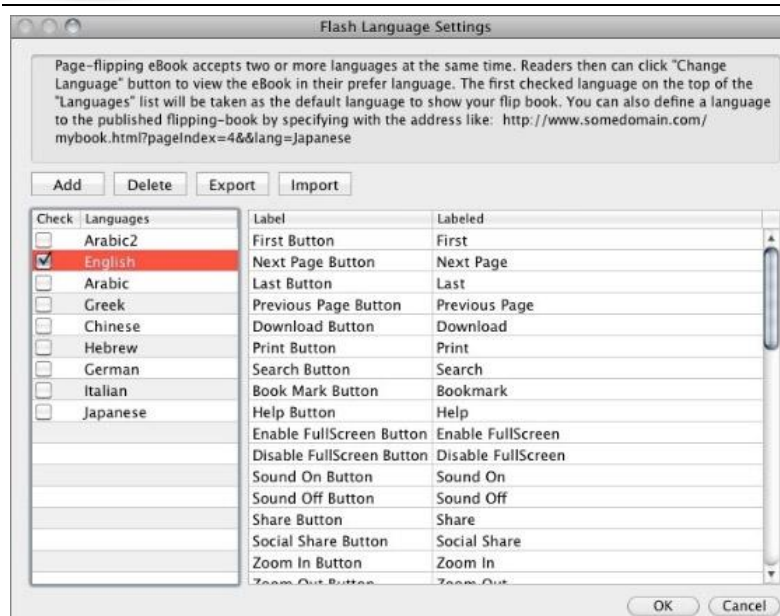 Flash Language Settings
Page-flipping eBook accepts two or more languages at the same time. Readers then can click "Change
Language" button to view the eBook in their prefer language. The first checked language on the top of the
"Languages" list will be taken as the default language to show your flip book. You can also define a language
to the published flipping-book by specifying with the address like: http://www.somedomain.com/
mybook.html?pageIndex=4&&lang=Japanese
Add Delete Export Import
Check Languages Label Labeled
Arabic2 First Button First
English Next Page Button Next Page
Arabic Last Button Last
Greek Previous Page Button Previous Page
Chinese Download Button Download
Hebrew Print Button Print
German Search Button Search
Italian Book Mark Button Bookmark
Japanese Help Button Help
Enable FullScreen Button Enable FullScreen
Disable FullScreen Button Disable FullScreen
Sound On Button Sound On
Sound Off Button Sound Off
Share Button Share
Social Share Button Social Share
Zoom In Button Zoom In
Zoom Out Button Zoom Out
OK Cancel